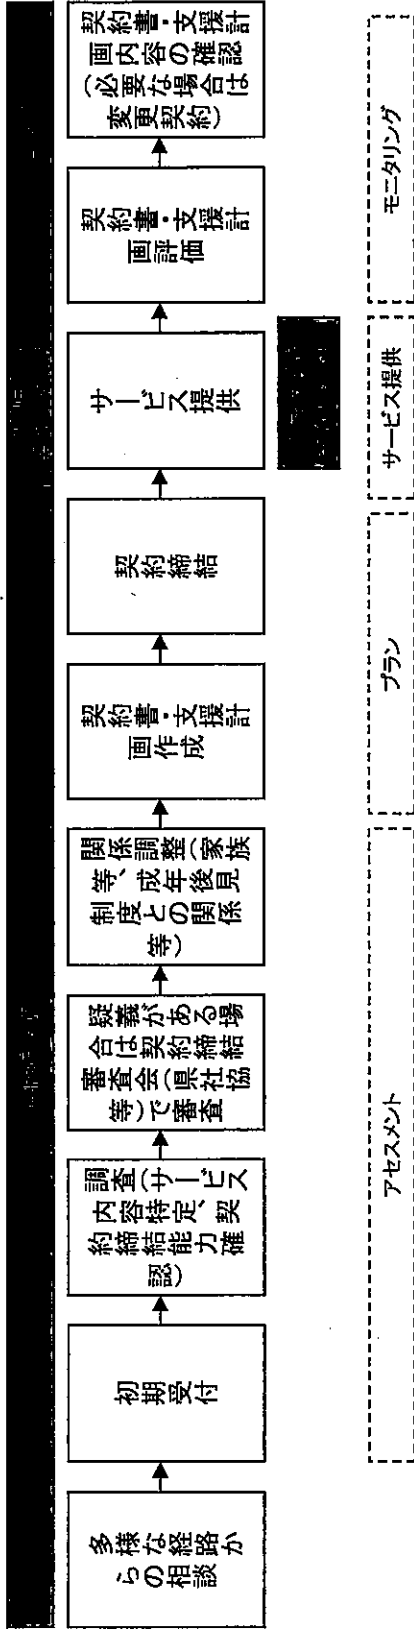 多様な経路か
らの相談
初期受付
調査(サービス
内容特定、契
約締結能力確
認)
疑義がある場
合は契約締結
審査会(県社協
等)で審査
関係調整(家族
等、成年後見
制度との関係
等)
契約書・支援計
画作成
契約締結
サービス提供
契約書・支援計
画評価
契約書・支援計
画内容の確認
(必要な場合は
変更契約)
アセスメント
プラン
サービス提供
モニタリング